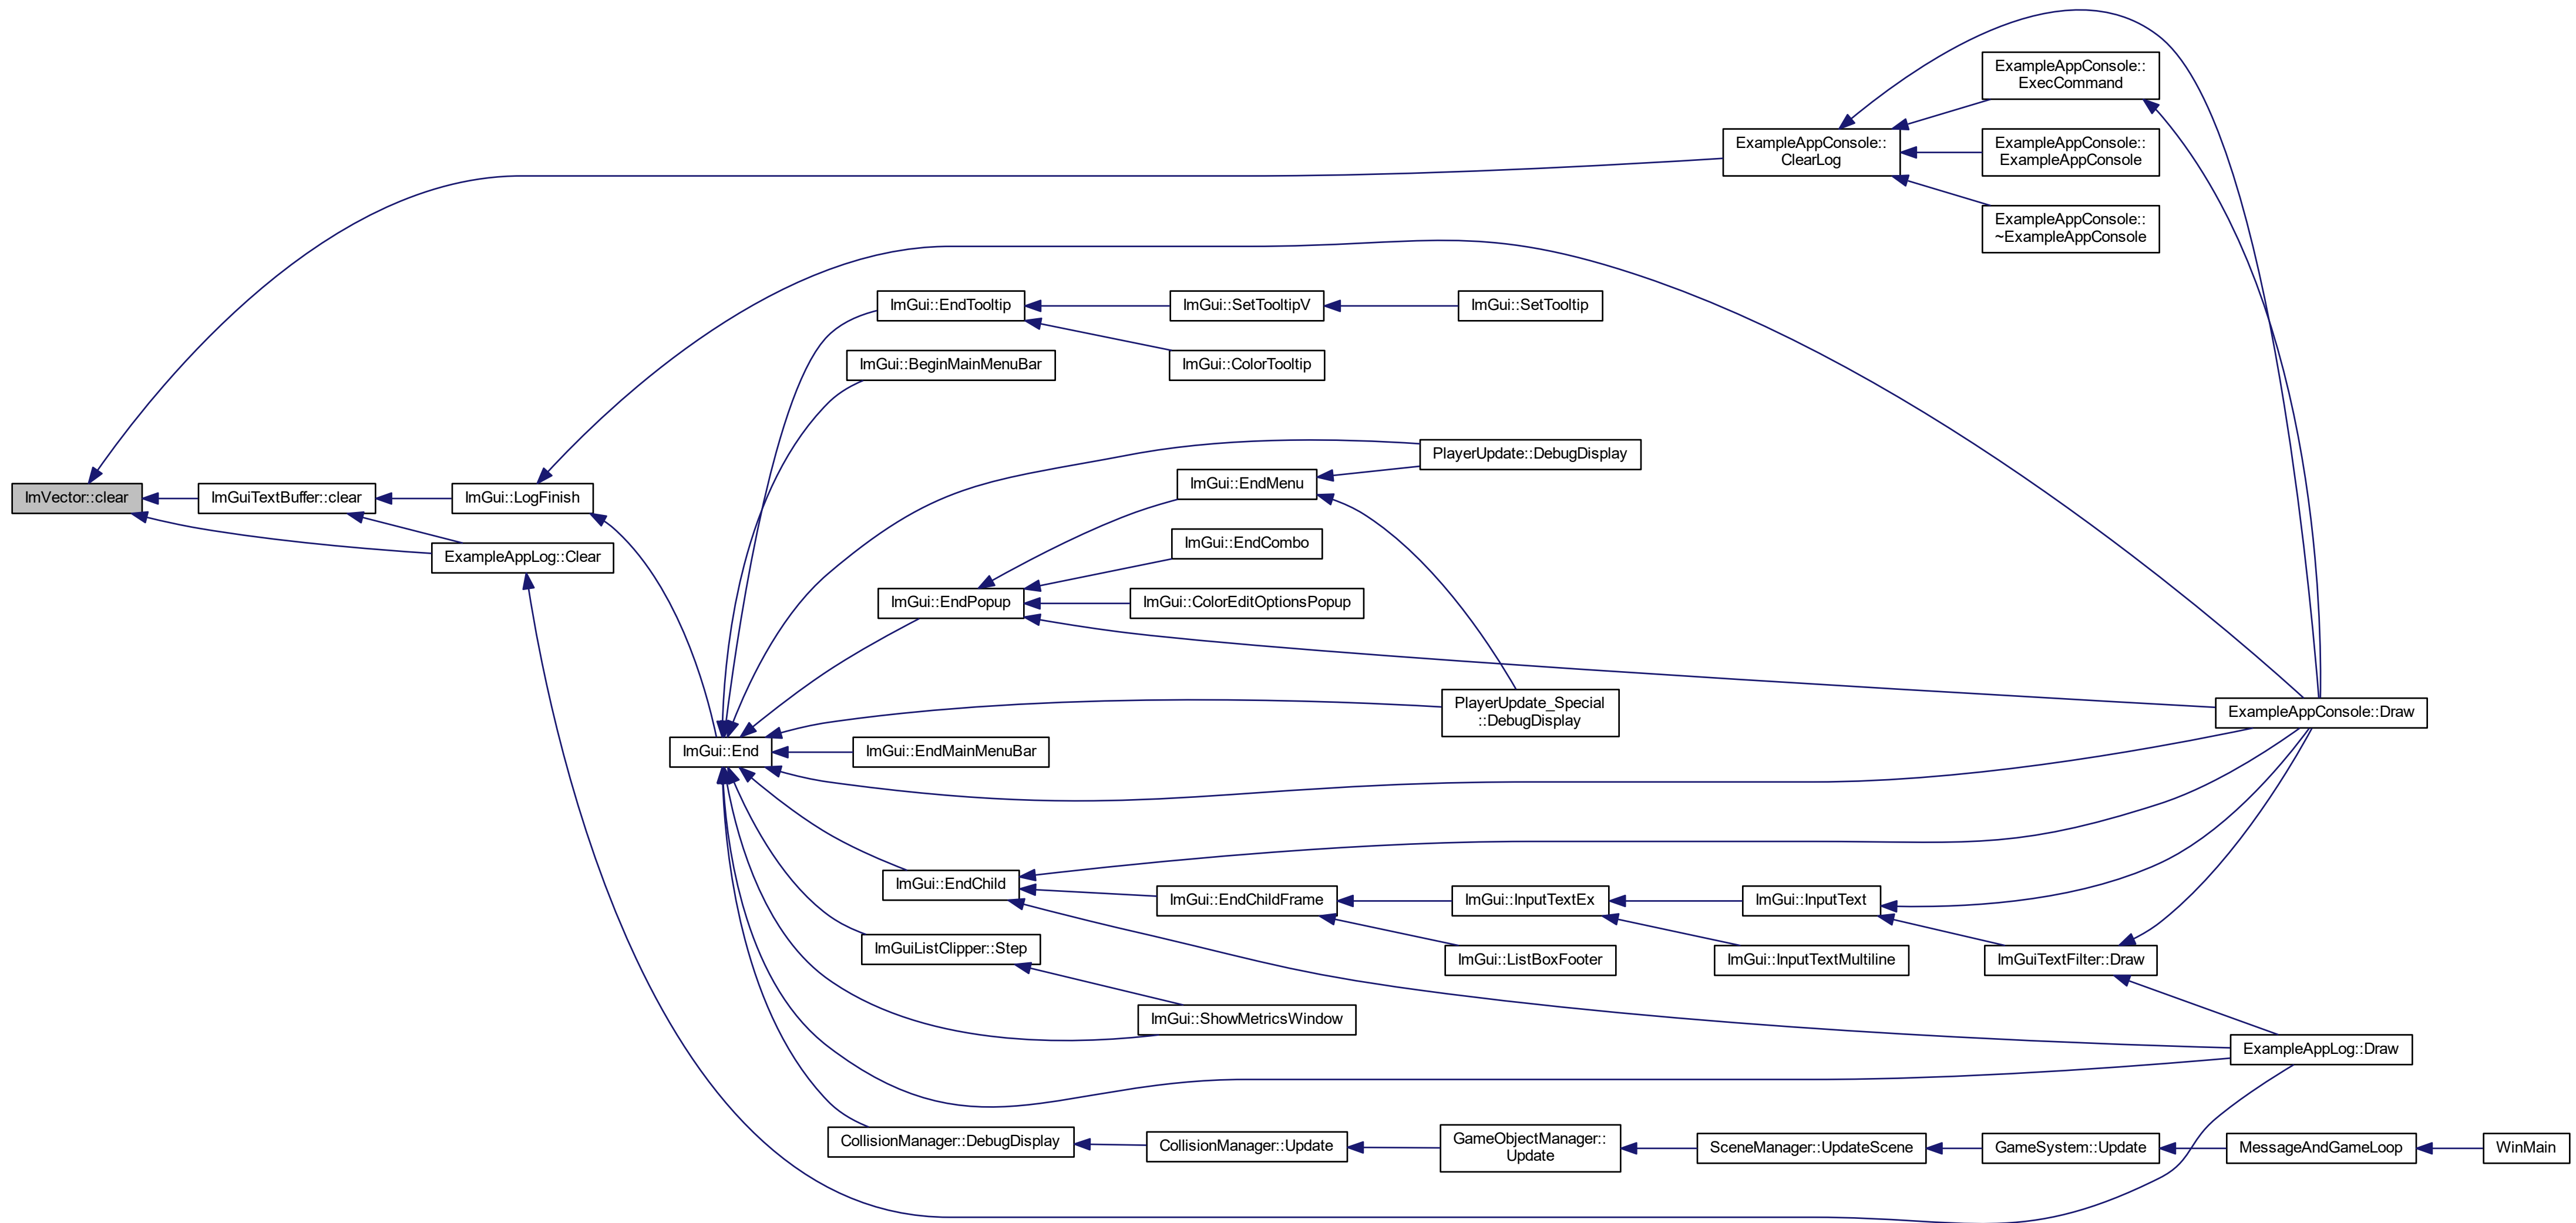 ExampleAppConsole::
ExecCommand
ExampleAppConsole::
ClearLog
ExampleAppConsole::
ExampleAppConsole
ExampleAppConsole::
~ExampleAppConsole
ImGui::EndTooltip
ImGui::SetTooltipV
ImGui::SetTooltip
ImGui::BeginMainMenuBar
ImGui::ColorTooltip
PlayerUpdate::DebugDisplay
ImVector::clear
ImGuiTextBuffer::clear
ImGui::LogFinish
ImGui::EndMenu
ExampleAppLog::Clear
ImGui::EndCombo
ImGui::EndPopup
ImGui::ColorEditOptionsPopup
PlayerUpdate_Special
::DebugDisplay
ExampleAppConsole::Draw
ImGui::End
ImGui::EndMainMenuBar
ImGui::EndChild
ImGui::EndChildFrame
ImGui::InputTextEx
ImGui::InputText
ImGuiListClipper::Step
ImGui::ListBoxFooter
ImGui::InputTextMultiline
ImGuiTextFilter::Draw
ImGui::ShowMetricsWindow
ExampleAppLog::Draw
CollisionManager::DebugDisplay
CollisionManager::Update
GameObjectManager::
Update
SceneManager::UpdateScene
GameSystem::Update
MessageAndGameLoop
WinMain